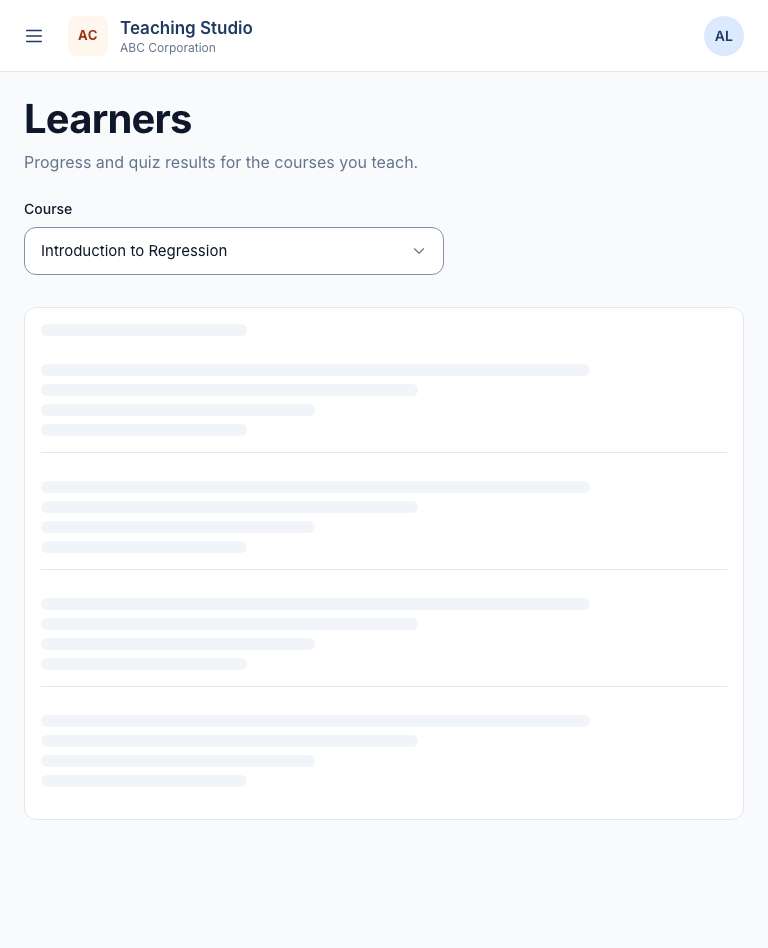 AC
Teaching Studio
ABC Corporation
AL
Learners
Progress and quiz results for the courses you teach.
Course
Introduction to Regression